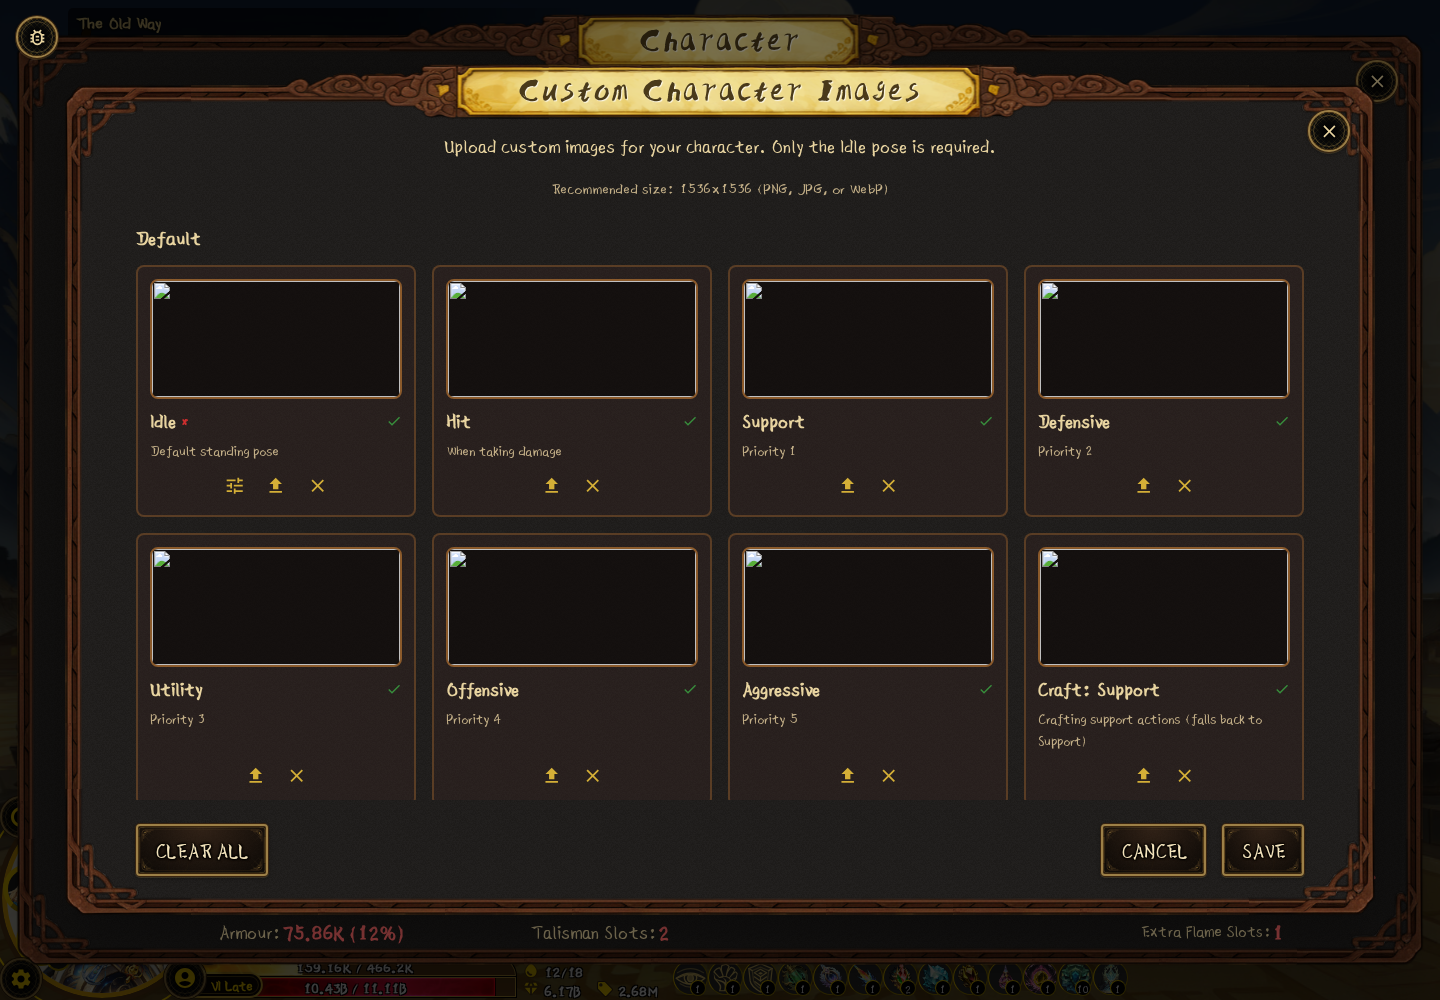 The Old Way
Character
Custom Character Images
Upload custom images for your character. Only the Idle pose is required.
Recommended size: 1536x1536 (PNG, JPG, or WebP)
Default
Idle *
Default standing pose
Hit
When taking damage
Support
Priority 1
Defensive
Priority 2
Utility
Priority 3
Offensive
Priority 4
Aggressive
Priority 5
Craft: Support
Crafting support actions (falls back to
Support)
CLEAR ALL
CANCEL
SAVE
Armour: 75.86K (12%)
Talisman Slots: 2
Extra Flame Slots: 1
VI Late
159.16K / 466.2K
10.43B / 11.11B
12/18
6.17B
2.68M